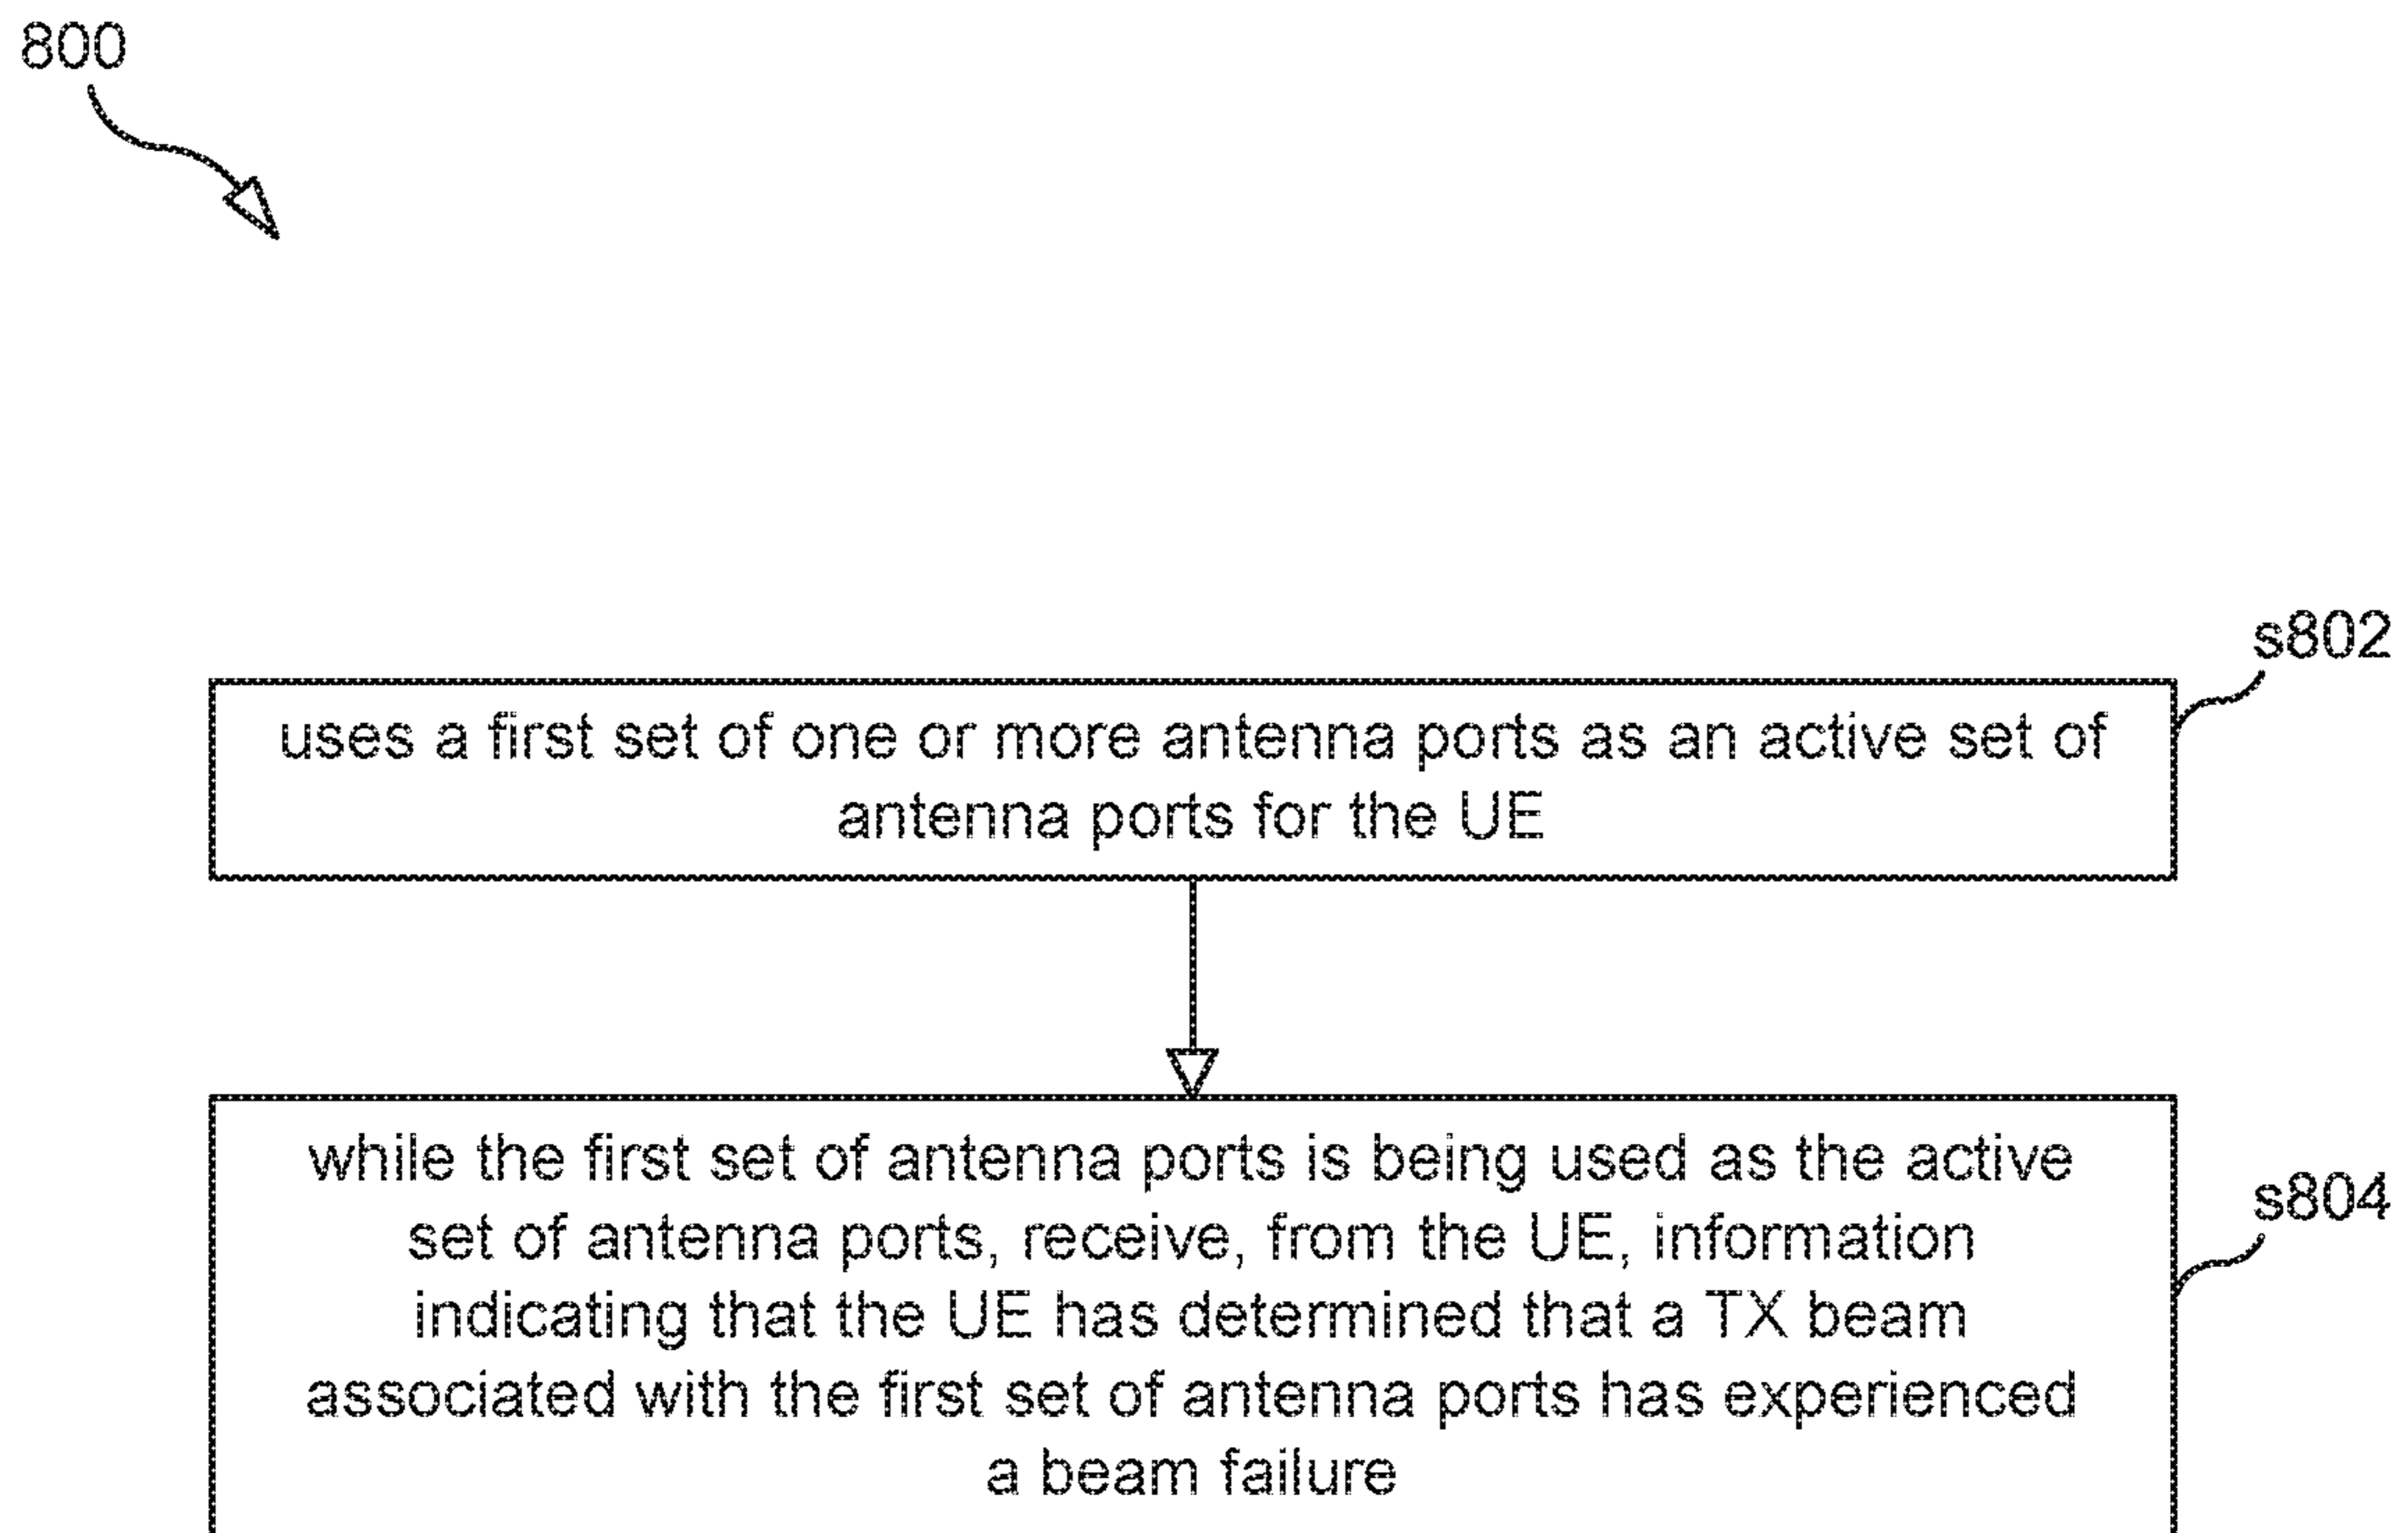 800
s802
uses a first set of one or more antenna ports as an active set of
antenna ports for the UE
while the first set of antenna ports is being used as the active
set of antenna ports, receive, from the UE, information
indicating that the UE has determined that a TX beam
associated with the first set of antenna ports has experienced
a beam failure
s804